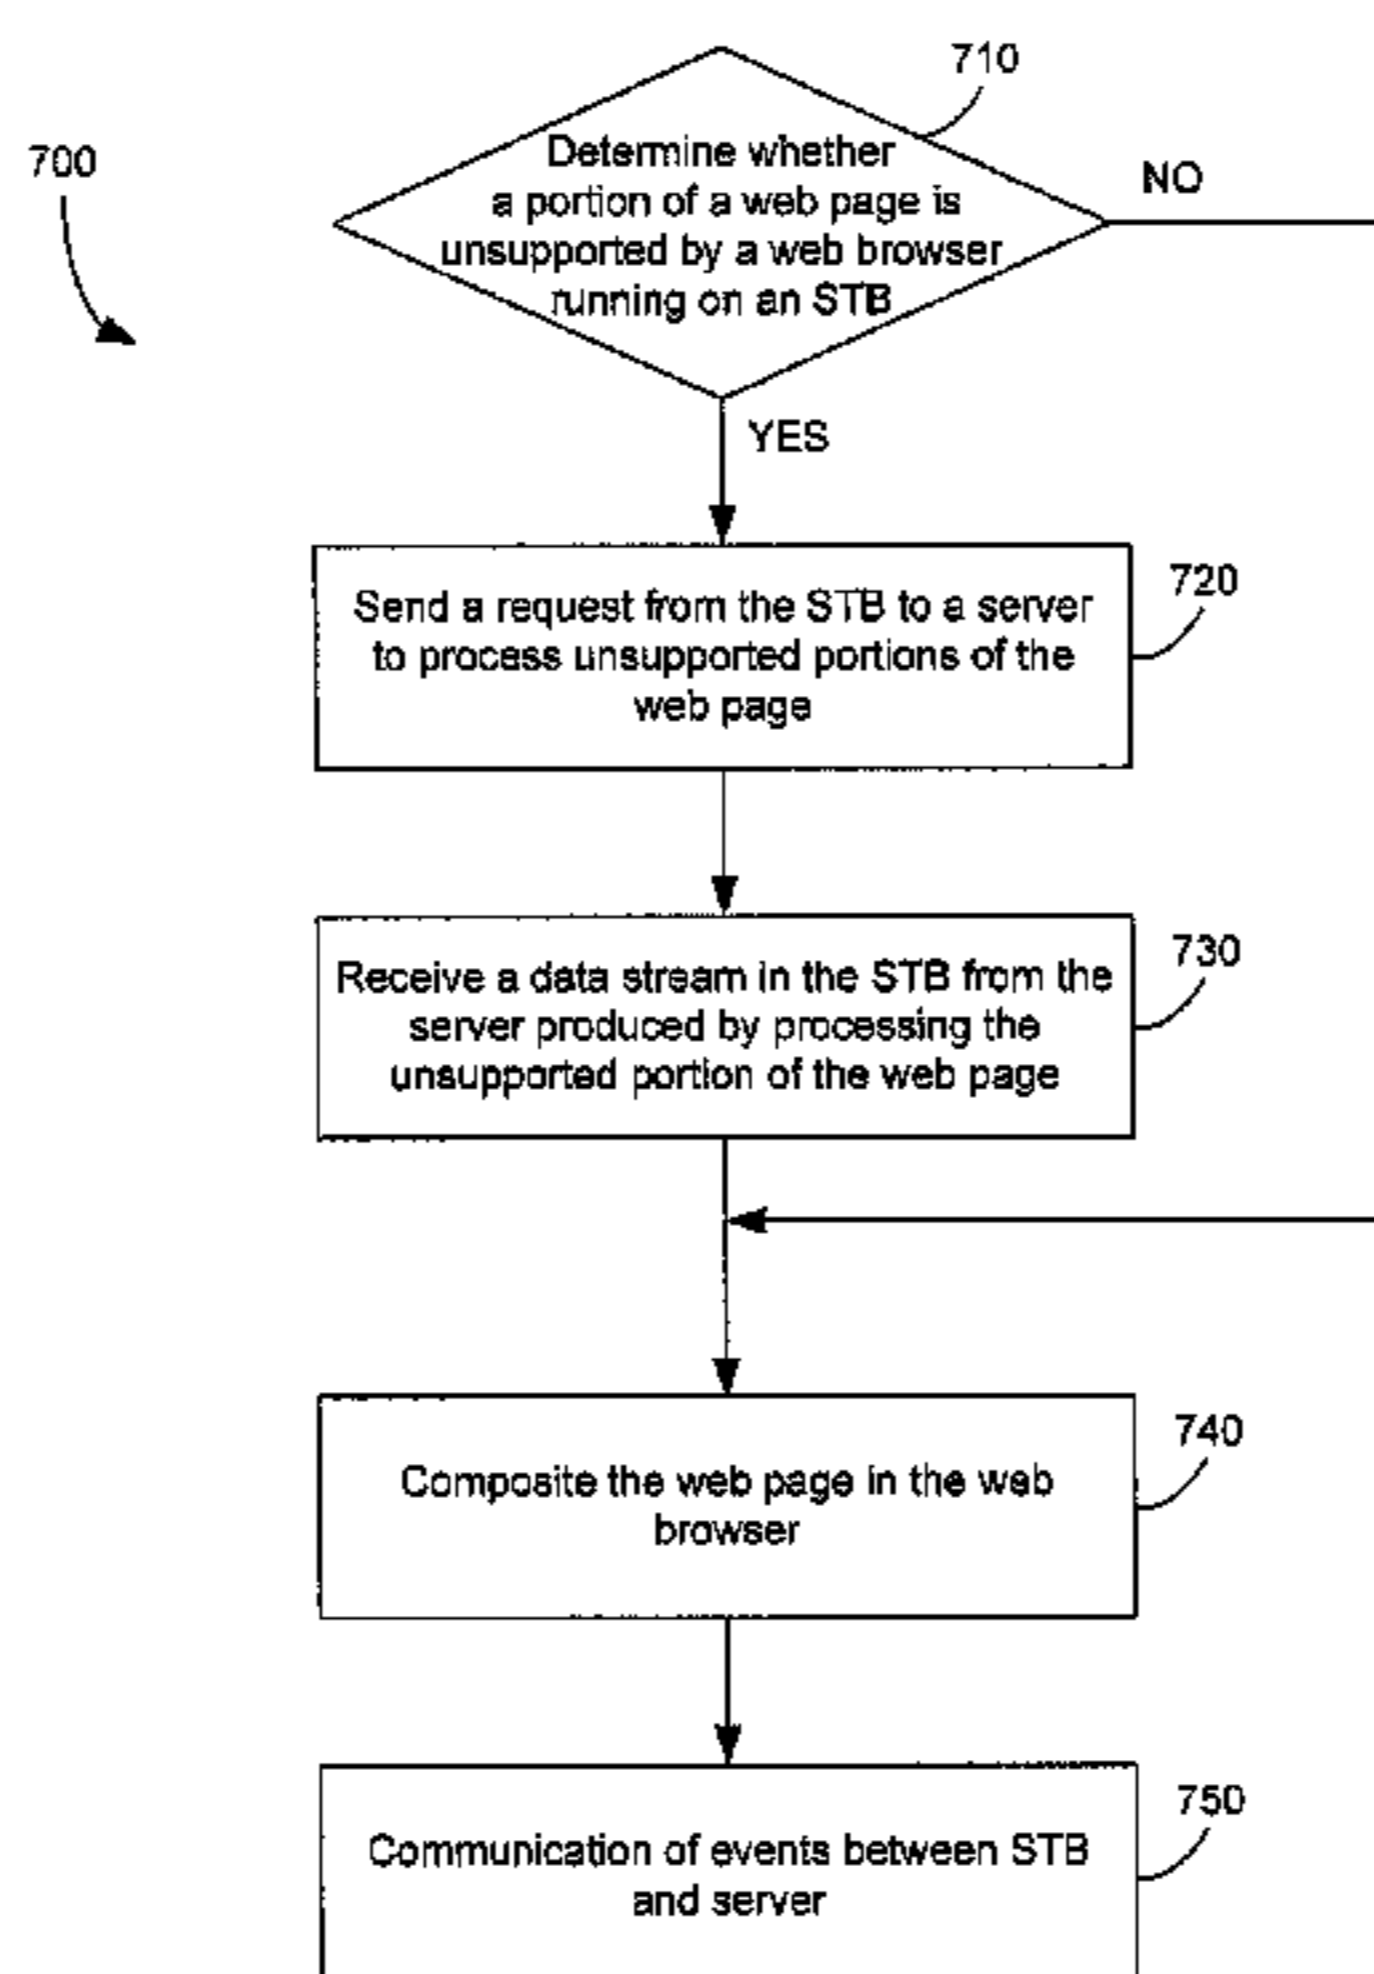 710
700
Determine whether
a portion of a web page is
unsupported by a web browser
running on an STB
NO
YES
720
Send a request from the STB to a server
to process unsupported portions of the
web page
730
Receive a data stream in the STB from the
server produced by processing the
unsupported portion of the web page
740
Composite the web page in the web
browser
750
Communication of events between STB
and server